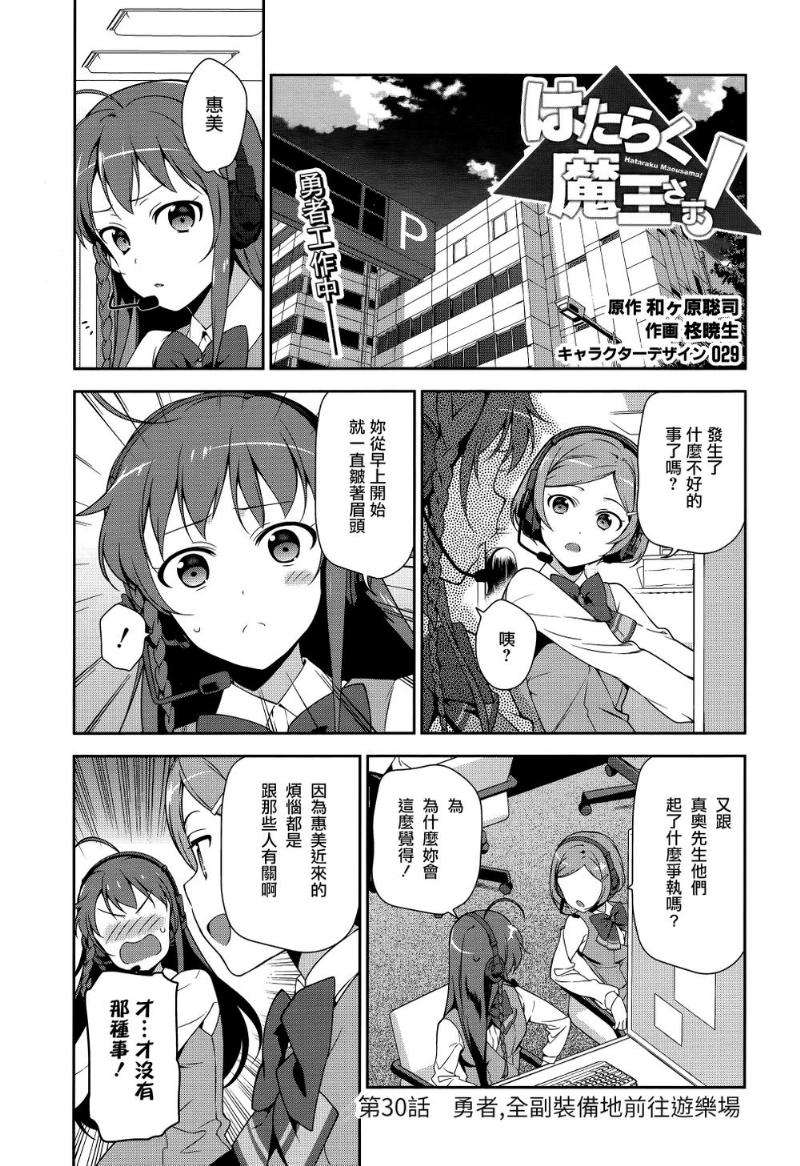 はたらく
Hataraku Maousama!
魔王さま!
原作 和ヶ原聡司
作画 柊暁生
キャラクターデザイン 029
P
勇者工作中——
惠美
發生了
什麼不好的
事了嗎?
咦?
妳從早上開始
就一直皺著眉頭
!
又跟
真奧先生他們
起了什麼爭執嗎?
為
為什麼妳會
這麼覺得!
因為惠美近來的
煩惱都是
跟那些人有關啊
才…才沒有
那種事!
第30話 勇者,全副裝備地前往遊樂場